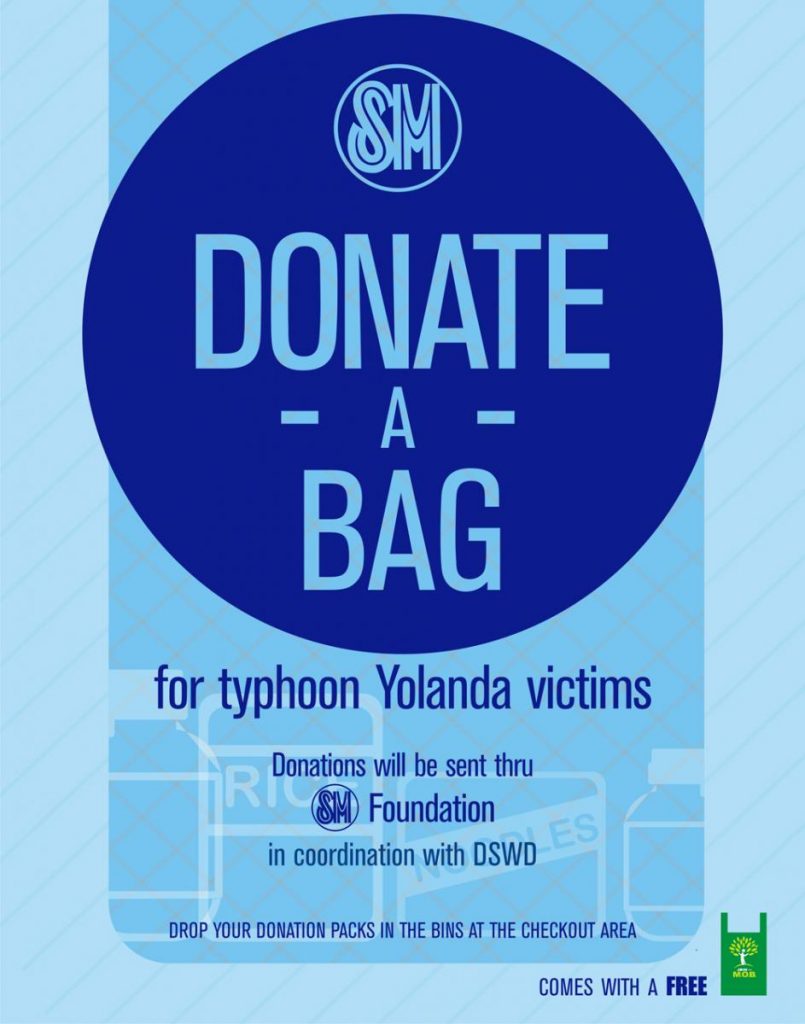 SM
DONATE
- A -
BAG
for typhoon Yolanda victims
Donations will be sent thru
SM Foundation
in coordination with DSWD
RICE
NOODLES
DROP YOUR DONATION PACKS IN THE BINS AT THE CHECKOUT AREA
COMES WITH A FREE
MOB